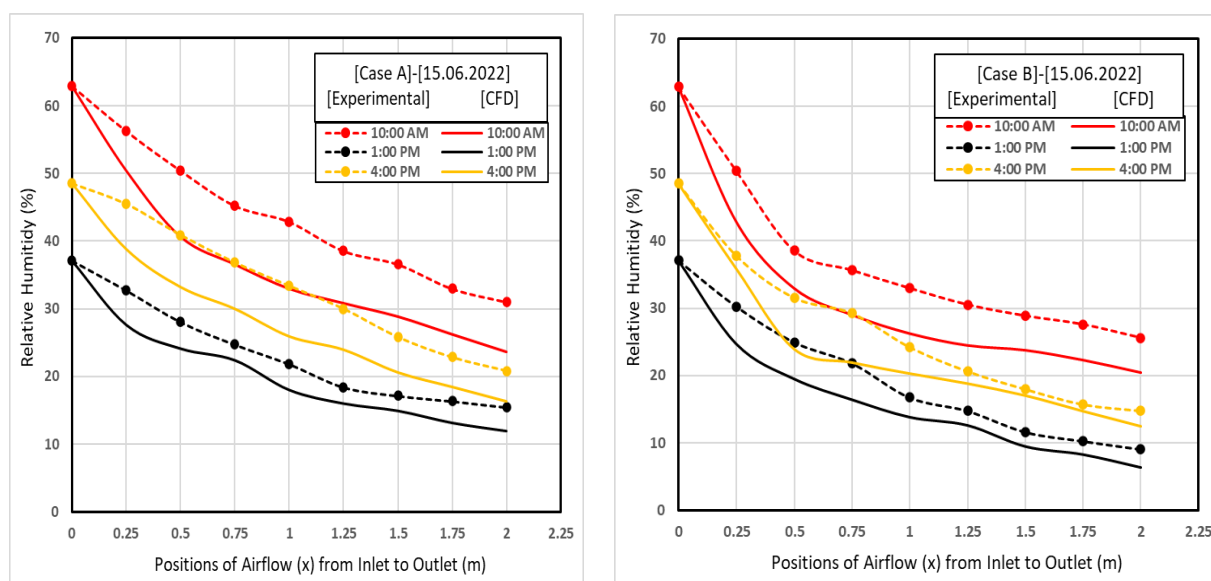 [Case A]-[15.06.2022]
[Experimental] [CFD]
10:00 AM 10:00 AM
1:00 PM 1:00 PM
4:00 PM 4:00 PM
Relative Humidity (%)
70
60
50
40
30
20
10
0
0 0.25 0.5 0.75 1 1.25 1.5 1.75 2 2.25
Positions of Airflow (x) from Inlet to Outlet (m)
[Case B]-[15.06.2022]
[Experimental] [CFD]
10:00 AM 10:00 AM
1:00 PM 1:00 PM
4:00 PM 4:00 PM
Relative Humidity (%)
70
60
50
40
30
20
10
0
0 0.25 0.5 0.75 1 1.25 1.5 1.75 2 2.25
Positions of Airflow (x) from Inlet to Outlet (m)